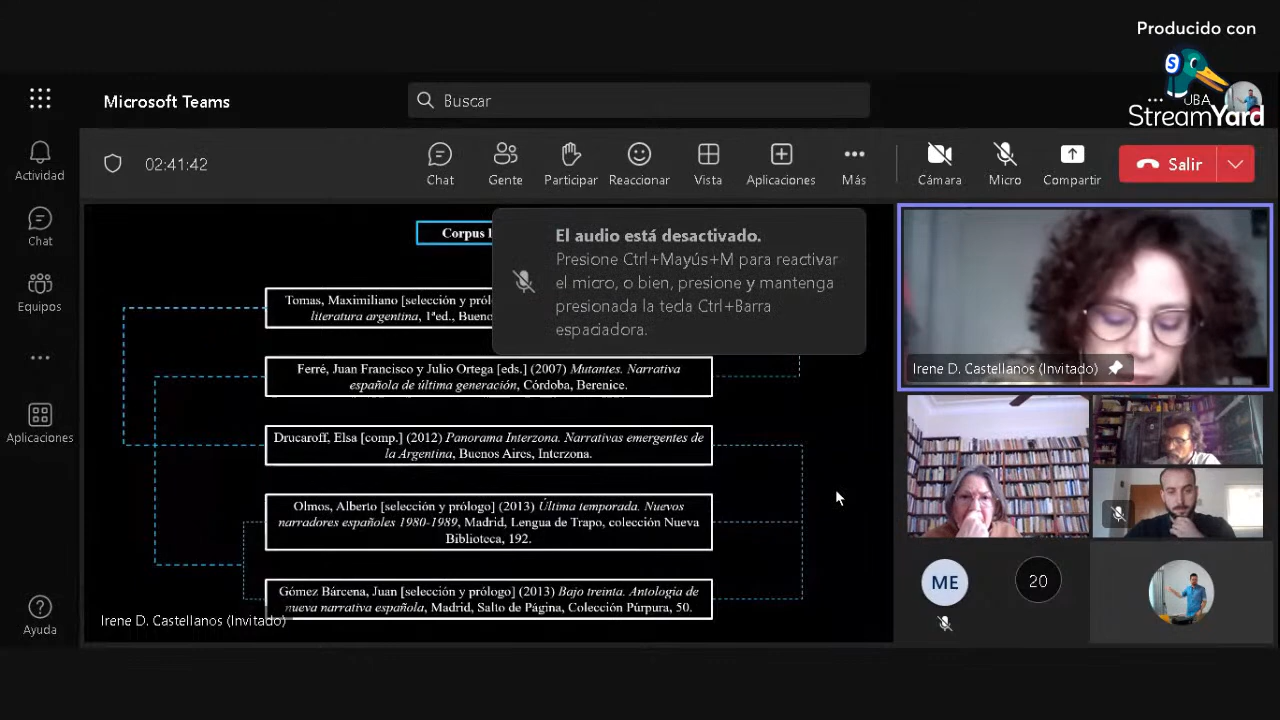 Producido con
StreamYard
S
UBA
Microsoft Teams
Buscar
Actividad
Chat
Equipos
Aplicaciones
Ayuda
02:41:42
Chat
Gente
Participar
Reaccionar
Vista
Aplicaciones
Más
Cámara
Micro
Compartir
Salir
El audio está desactivado.
Presione Ctrl+Mayús+M para reactivar
el micro, o bien, presione y mantenga
presionada la tecla Ctrl+Barra
espaciadora.
Corpus
Tomas, Maximiliano [selección y
literatura argentina, 1ªed.,
Ferré, Juan Francisco y Julio Ortega [eds.] (2007) Mutantes. Narrativa
española de última generación, Córdoba, Berenice.
Drucaroff, Elsa [comp.] (2012) Panorama Interzona. Narrativas emergentes de
la Argentina, Buenos Aires, Interzona.
Olmos, Alberto [selección y prólogo] (2013) Última temporada. Nuevos
narradores españoles 1980-1989, Madrid, Lengua de Trapo, colección Nueva
Biblioteca, 192.
Gómez Bárcena, Juan [selección y prólogo] (2013) Bajo treinta. Antología de
nueva narrativa española, Madrid, Salto de Página, Colección Púrpura, 50.
Irene D. Castellanos (Invitado)
Irene D. Castellanos (Invitado)
ME
20